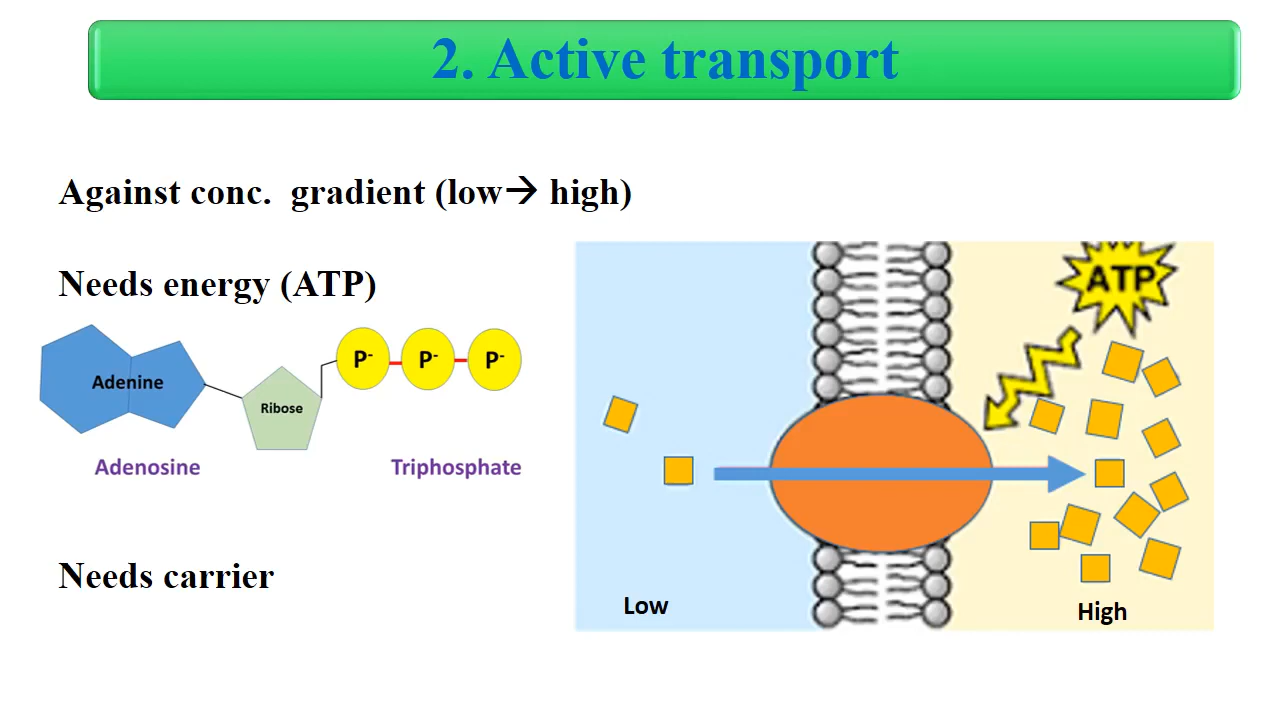 2. Active transport
Against conc. gradient (low→ high)
Needs energy (ATP)
Adenine
Ribose
P-
P-
P-
Adenosine
Triphosphate
Needs carrier
ATP
Low
High